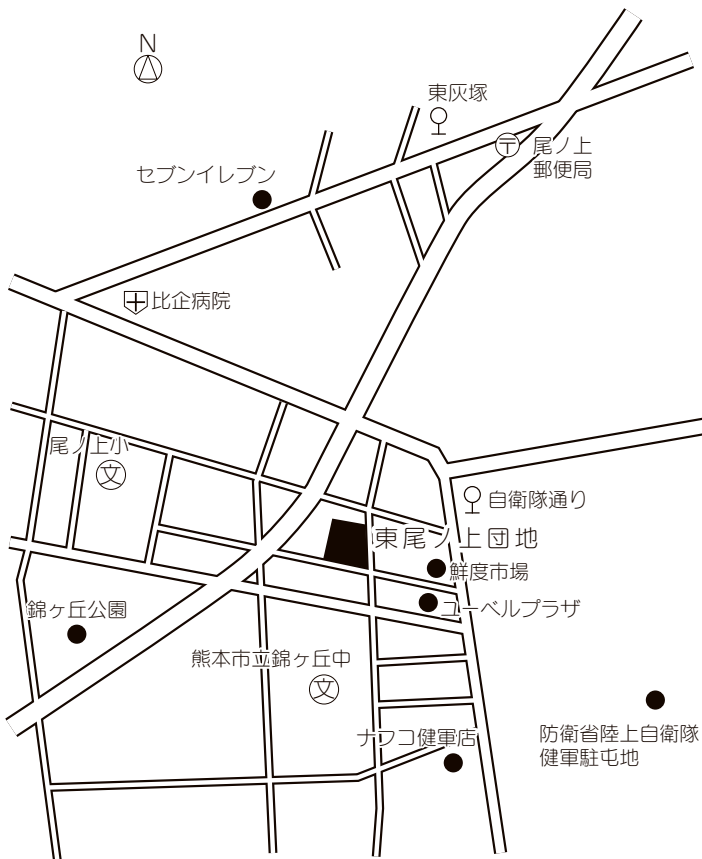 N
東灰塚
〒
尾ノ上
郵便局
セブンイレブン
比企病院
尾ノ上小
文
自衛隊通り
東尾ノ上団地
鮮度市場
ユーベルプラザ
錦ヶ丘公園
熊本市立錦ヶ丘中
文
ナフコ健軍店
防衛省陸上自衛隊
健軍駐屯地